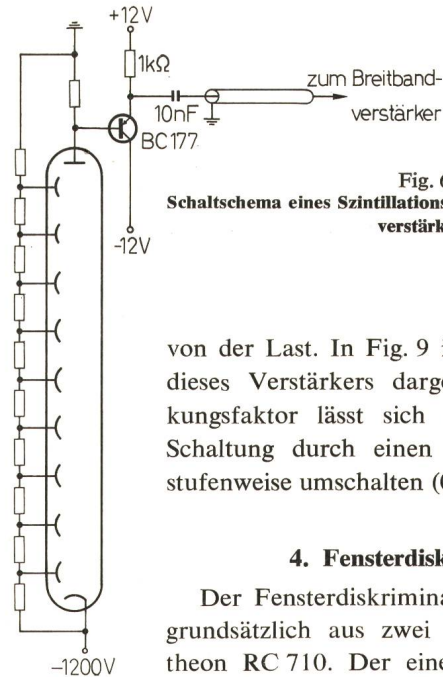 +12V
1kΩ
10nF
zum Breitband-
verstärker
BC177
-12V
-1200V
Fig.
Schaltschema eines Szintillations
verstärk
von der Last. In Fig. 9
dieses Verstärkers darg
kungsfaktor lässt sich
Schaltung durch einen
stufenweise umschalten (
4. Fensterdisk
Der Fensterdiskrimina
grundsätzlich aus zwei
theon RC 710. Der eine